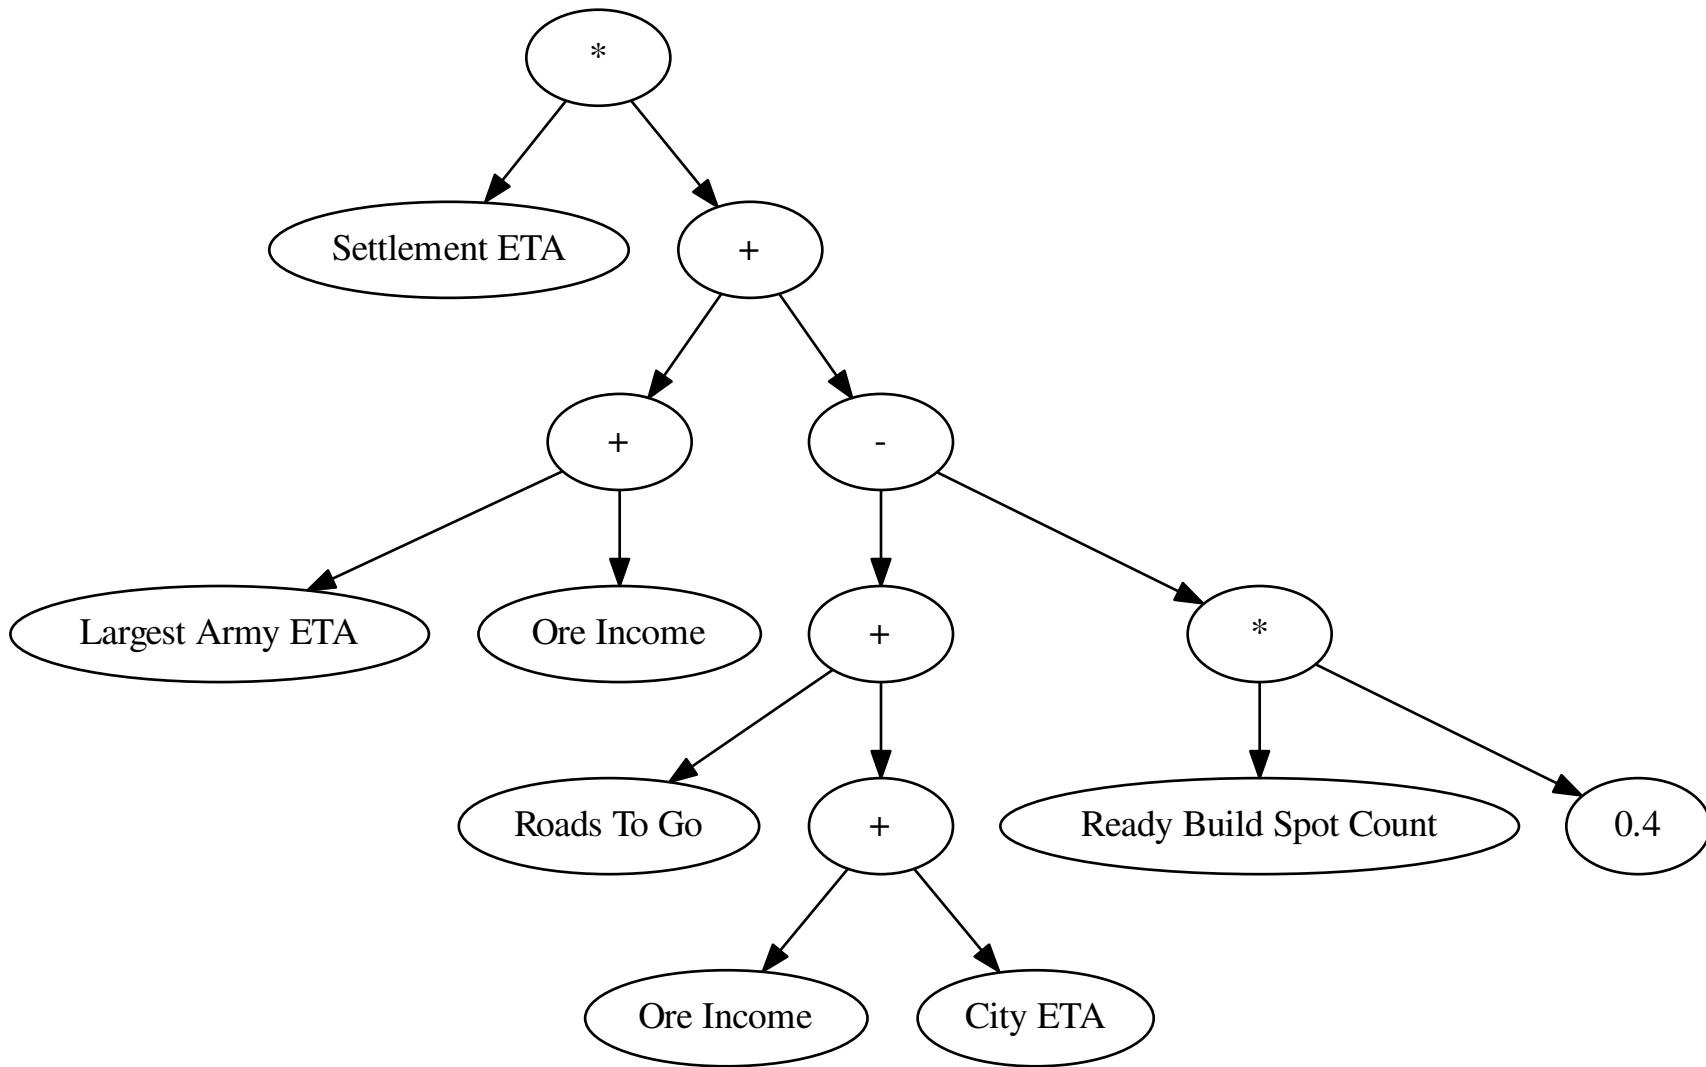 *
Settlement ETA
+
+
-
Largest Army ETA
Ore Income
+
*
Roads To Go
+
Ready Build Spot Count
0.4
Ore Income
City ETA